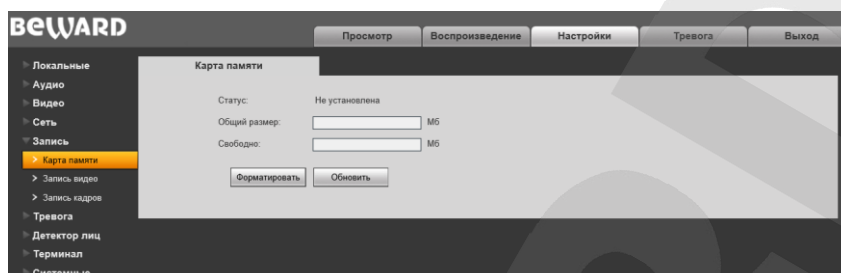 BEWARD
Просмотр Воспроизведение Настройки Тревога Выход
Локальные
Аудио
Видео
Сеть
Запись
Карта памяти
Запись видео
Запись кадров
Тревога
Детектор лиц
Терминал
Системные
Карта памяти
Статус: Не установлена
Общий размер: Мб
Свободно: Мб
Форматировать Обновить